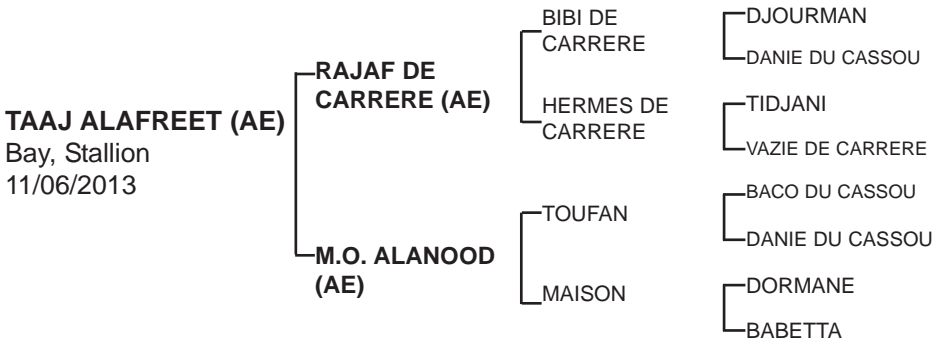 TAAJ ALAFREET (AE)
Bay, Stallion
11/06/2013
RAJAF DE
CARRERE (AE)
M.O. ALANOOD
(AE)
BIBI DE
CARRERE
HERMES DE
CARRERE
TOUFAN
MAISON
DJOURMAN
DANIE DU CASSOU
TIDJANI
VAZIE DE CARRERE
BACO DU CASSOU
DANIE DU CASSOU
DORMANE
BABETTA